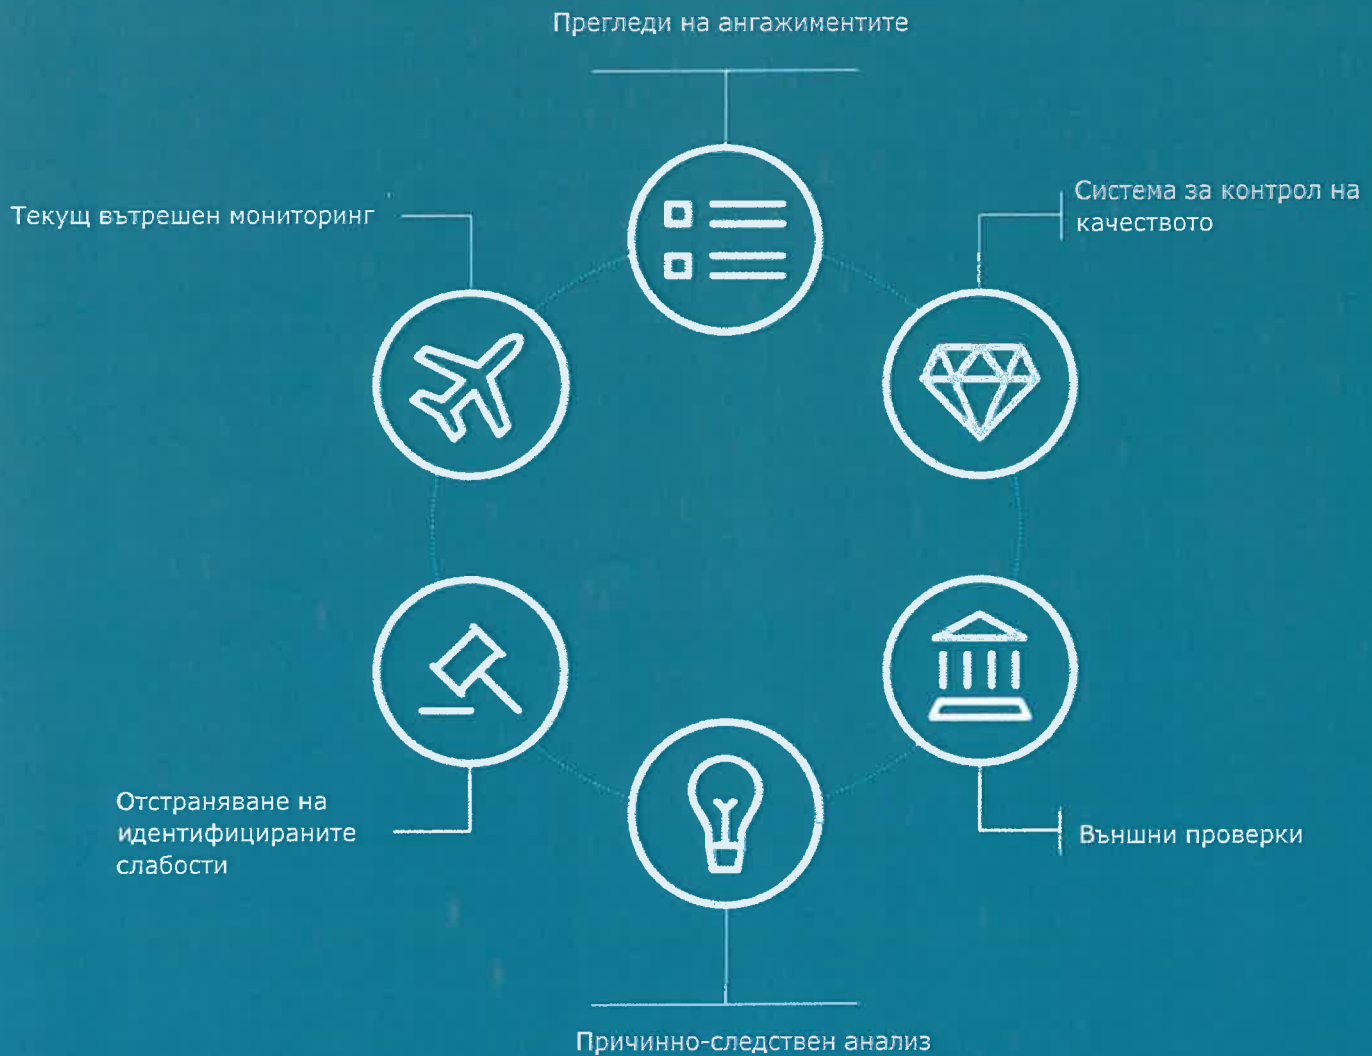 Прегледи на ангажиментите
Система за контрол на
качеството
Текущ вътрешен мониторинг
Отстраняване на
идентифицираните
слабости
Външни проверки
Причинно-следствен анализ